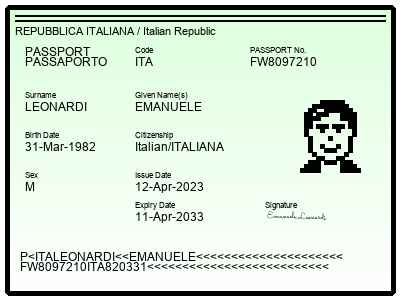 REPUBBLICA ITALIANA / Italian Republic
PASSPORT Code PASSPORT No.
PASSAPORTO ITA FW8097210
Surname Given Name(s)
LEONARDI EMANUELE
Birth Date Citizenship
31-Mar-1982 Italian/ITALIANA
Sex Issue Date
M 12-Apr-2023
Expiry Date Signature
11-Apr-2033 Emanuele Leonardi
P<ITALEONARDI<<EMANUELE<<<<<<<<<<<<<<<<<<<<<
FW8097210ITA820331<<<<<<<<<<<<<<<<<<<<<<<<<<